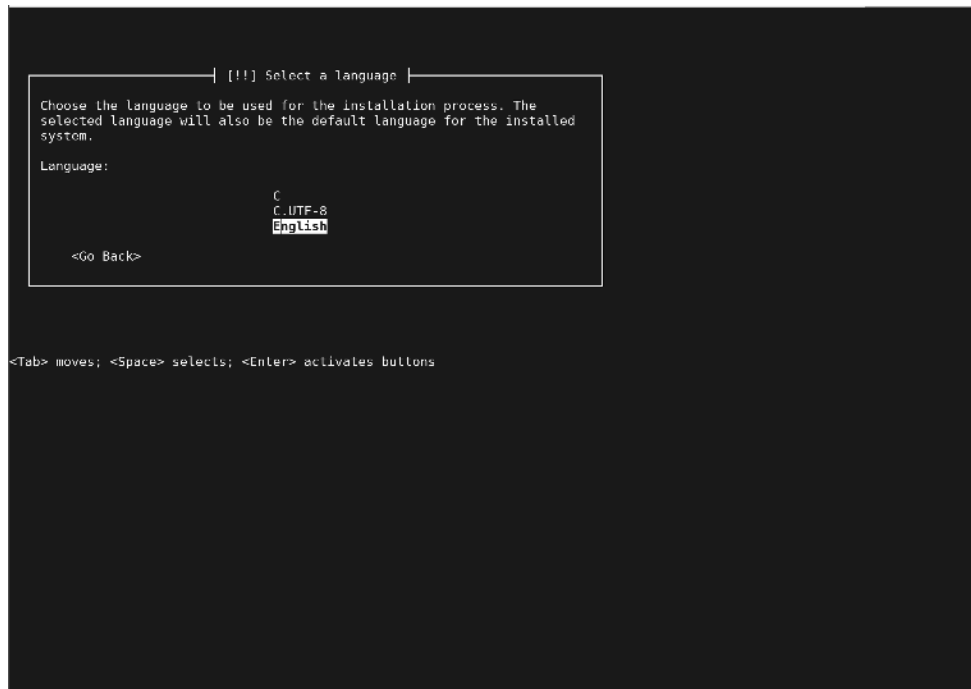 [!!] Select a language
Choose the language to be used for the installation process. The
selected language will also be the default language for the installed
system.
Language:
C
C.UTF-8
English
<Go Back>
<Tab> moves; <Space> selects; <Enter> activates buttons